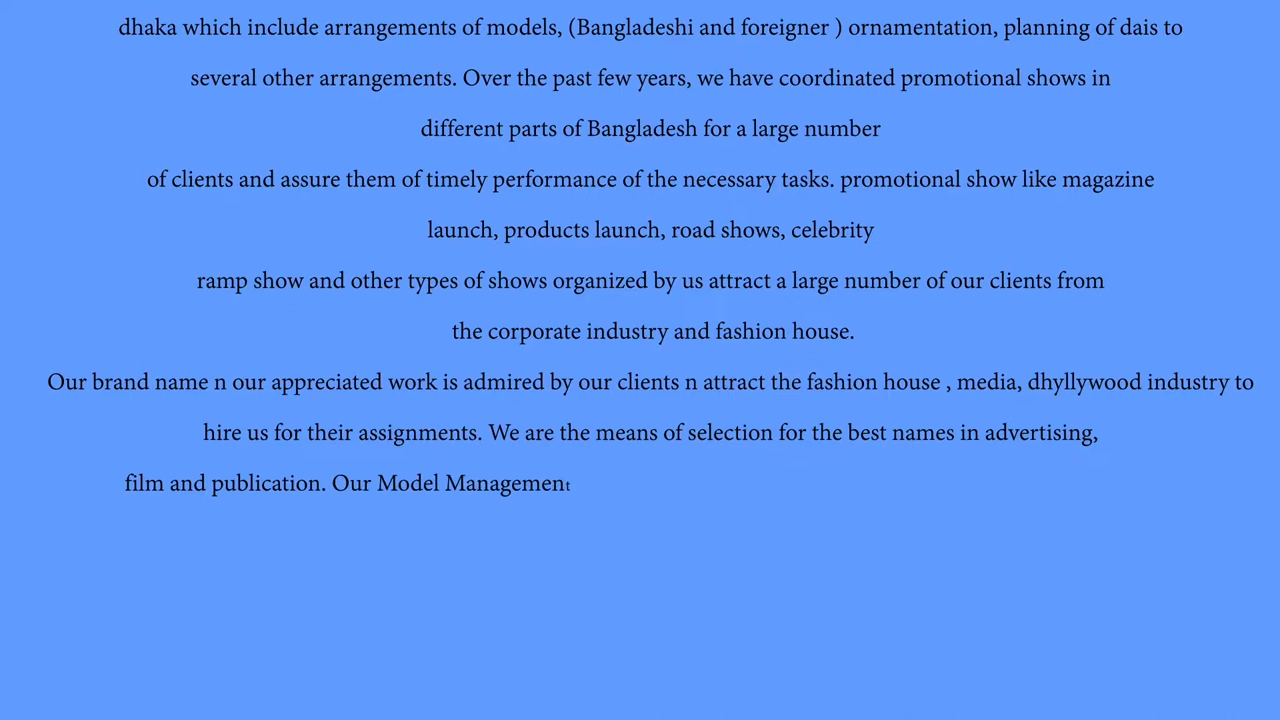 dhaka which include arrangements of models, (Bangladeshi and foreigner ) ornamentation, planning of dais to
several other arrangements. Over the past few years, we have coordinated promotional shows in
different parts of Bangladesh for a large number
of clients and assure them of timely performance of the necessary tasks. promotional show like magazine
launch, products launch, road shows, celebrity
ramp show and other types of shows organized by us attract a large number of our clients from
the corporate industry and fashion house.
Our brand name n our appreciated work is admired by our clients n attract the fashion house , media, dhyllywood industry to
hire us for their assignments. We are the means of selection for the best names in advertising,
film and publication. Our Model Management